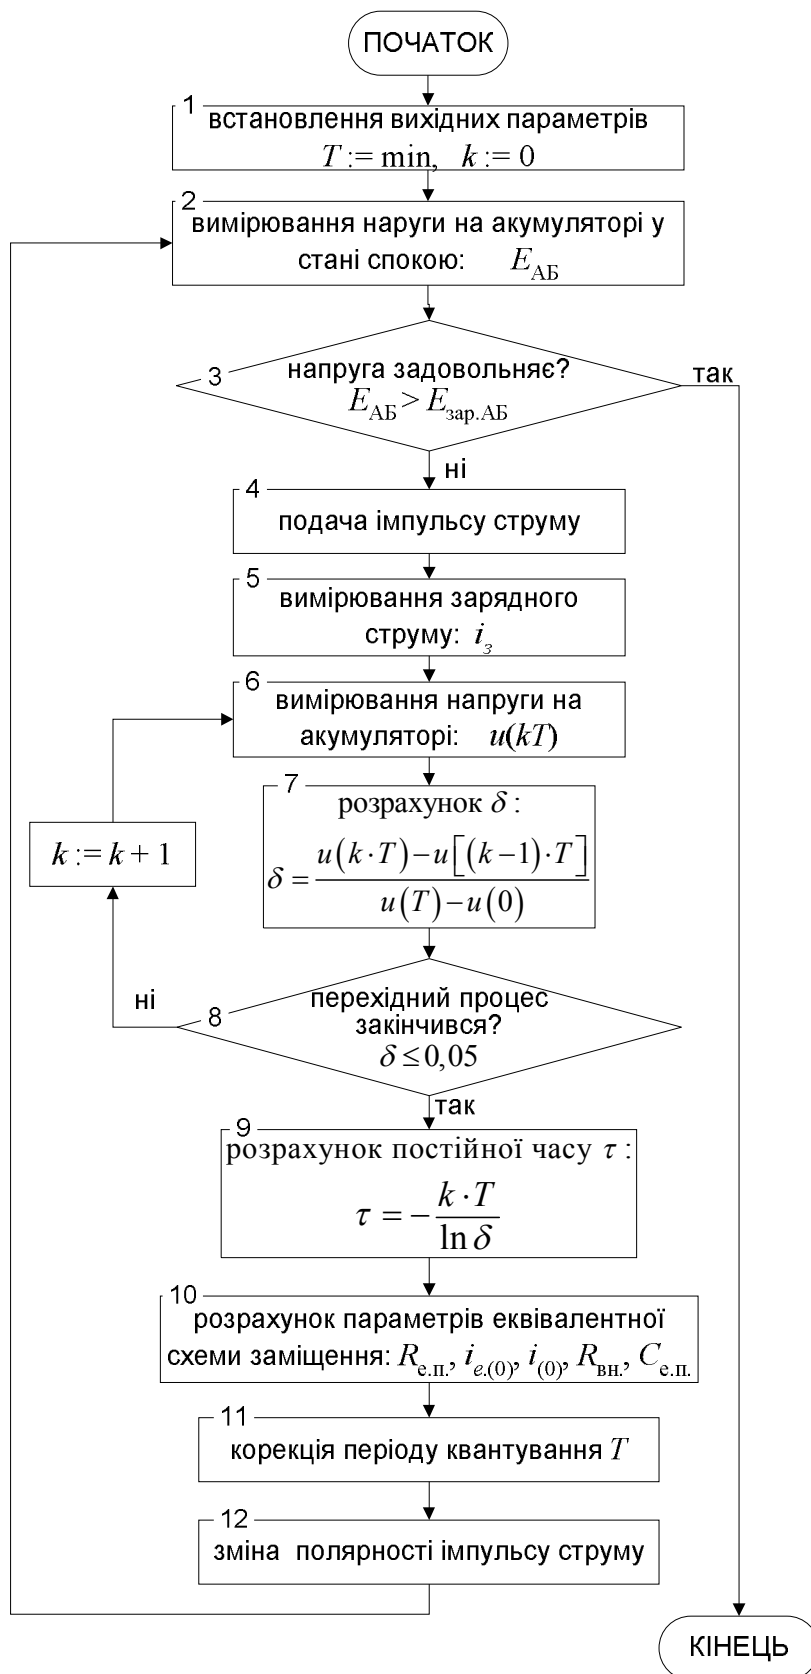 ПОЧАТОК
1
встановлення вихідних параметрів
T := min, k := 0
2
вимірювання наруги на акумуляторі у
стані спокою: E_АБ
3
напруга задовольняє?
E_АБ > E_зар.АБ
так
ні
4
подача імпульсу струму
5
вимірювання зарядного
струму: i_з
6
вимірювання напруги на
акумуляторі: u(kT)
7
розрахунок δ :
δ = (u(k·T) − u[(k−1)·T]) / (u(T) − u(0))
k := k + 1
8
перехідний процес
закінчився?
δ ≤ 0,05
ні
так
9
розрахунок постійної часу τ :
τ = − (k·T) / (ln δ)
10
розрахунок параметрів еквівалентної
схеми заміщення: R_е.п., i_е.(0), i_(0), R_вн., C_е.п.
11
корекція періоду квантування T
12
зміна полярності імпульсу струму
КІНЕЦЬ